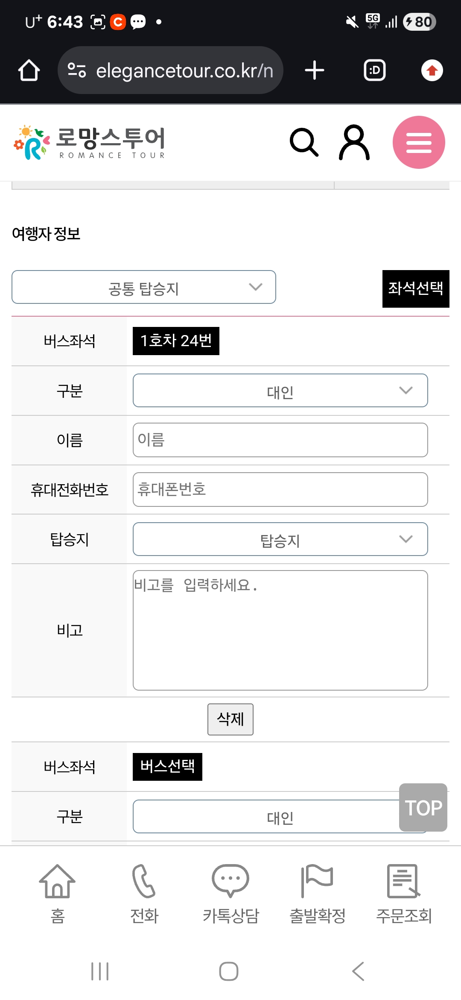 U+ 6:43 5G 80
elegancetour.co.kr/n :D
로망스투어
ROMANCE TOUR
여행자 정보
공통 탑승지
좌석선택
버스좌석 1호차 24번
구분 대인
이름 이름
휴대전화번호 휴대폰번호
탑승지 탑승지
비고 비고를 입력하세요.
삭제
버스좌석 버스선택
구분 대인
TOP
홈 전화 카톡상담 출발확정 주문조회